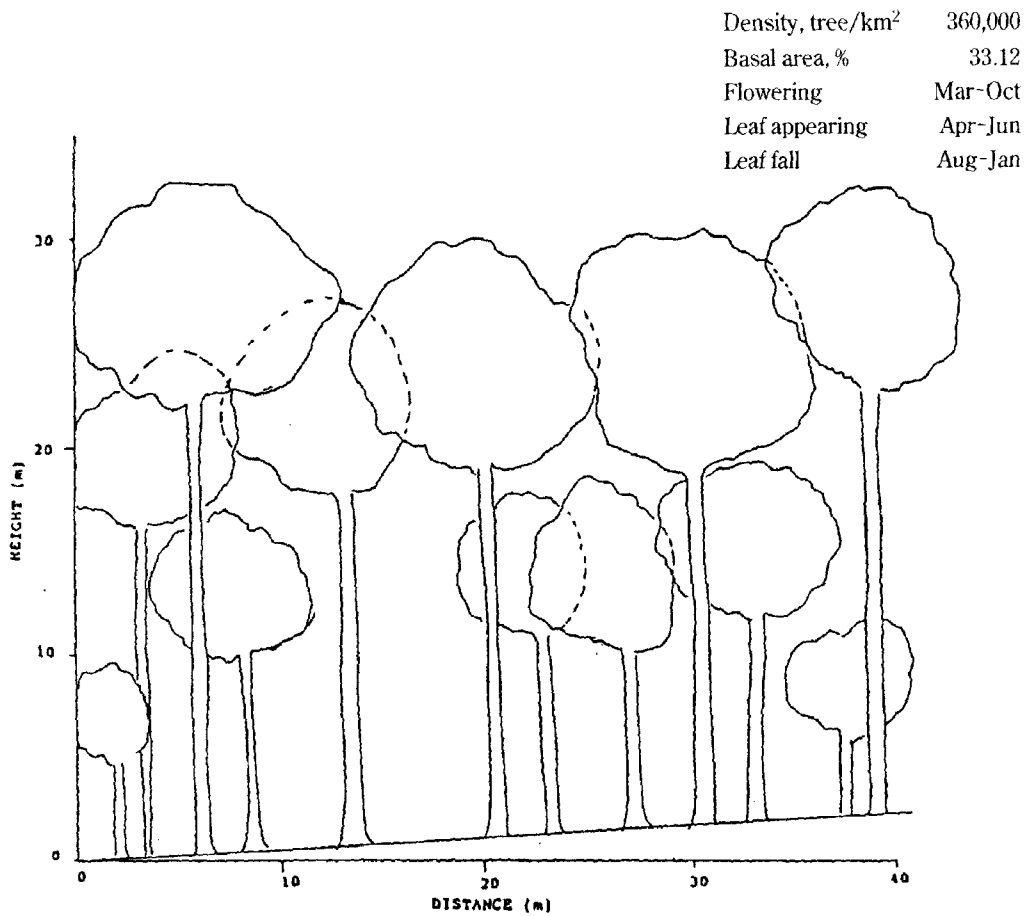 Density, tree/km² 360,000
Basal area, % 33.12
Flowering Mar-Oct
Leaf appearing Apr-Jun
Leaf fall Aug-Jan
30
20
10
0
HEIGHT (m)
0 10 20 30 40
DISTANCE (m)